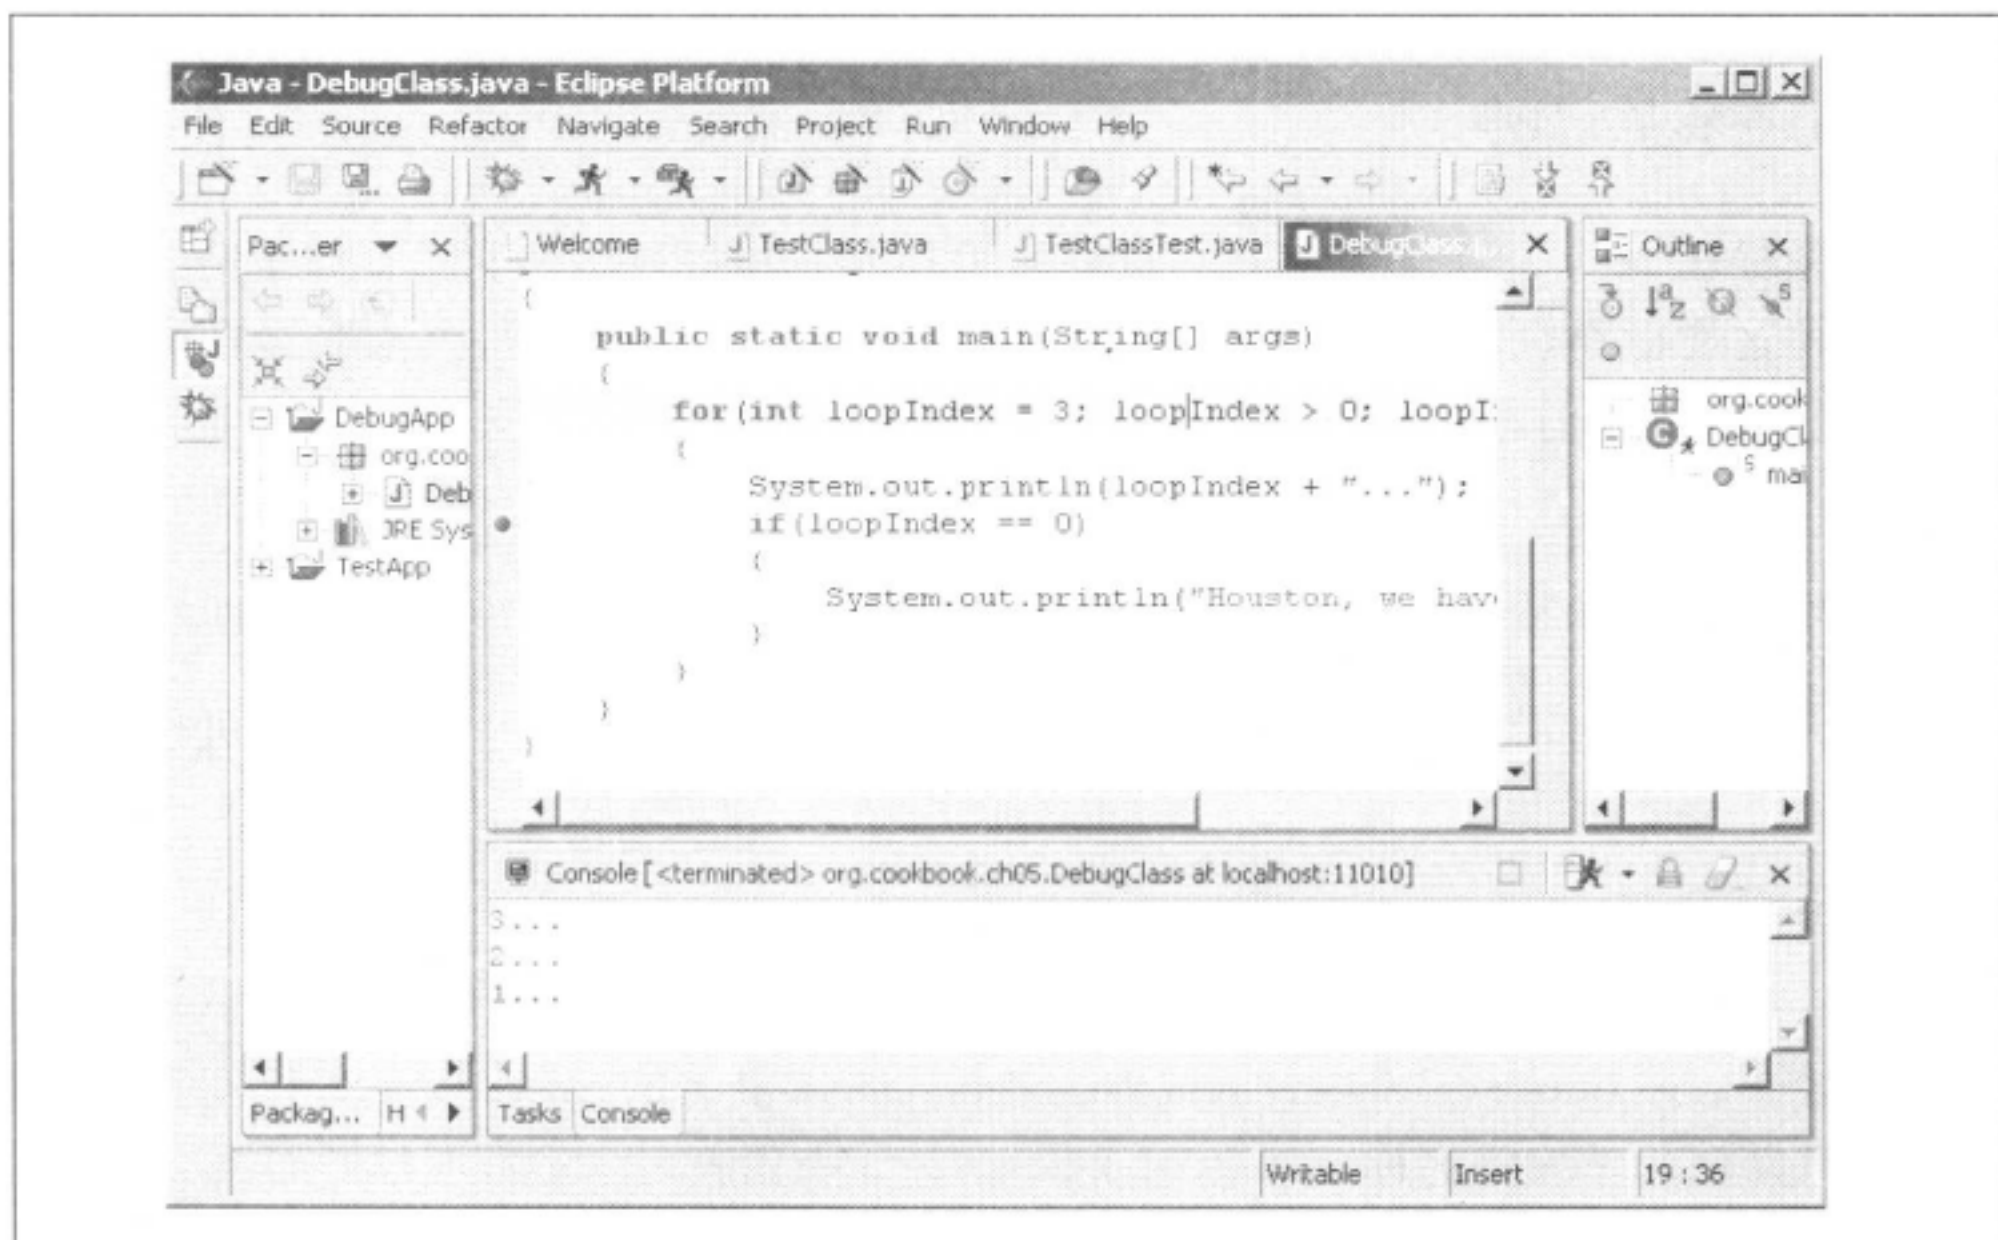 Java - DebugClass.java - Eclipse Platform
File Edit Source Refactor Navigate Search Project Run Window Help
Pac...er
Welcome
TestClass.java
TestClassTest.java
DebugClass.j...
Outline
{
public static void main(String[] args)
{
for(int loopIndex = 3; loopIndex > 0; loopI
{
System.out.println(loopIndex + "...");
if(loopIndex == 0)
{
System.out.println("Houston, we hav
}
}
}
}
DebugApp
org.coo
Deb
JRE Sys
TestApp
org.cook
DebugCl
mai
Console [<terminated> org.cookbook.ch05.DebugClass at localhost:11010]
3...
2...
1...
Packag... H
Tasks Console
Writable Insert 19 : 36